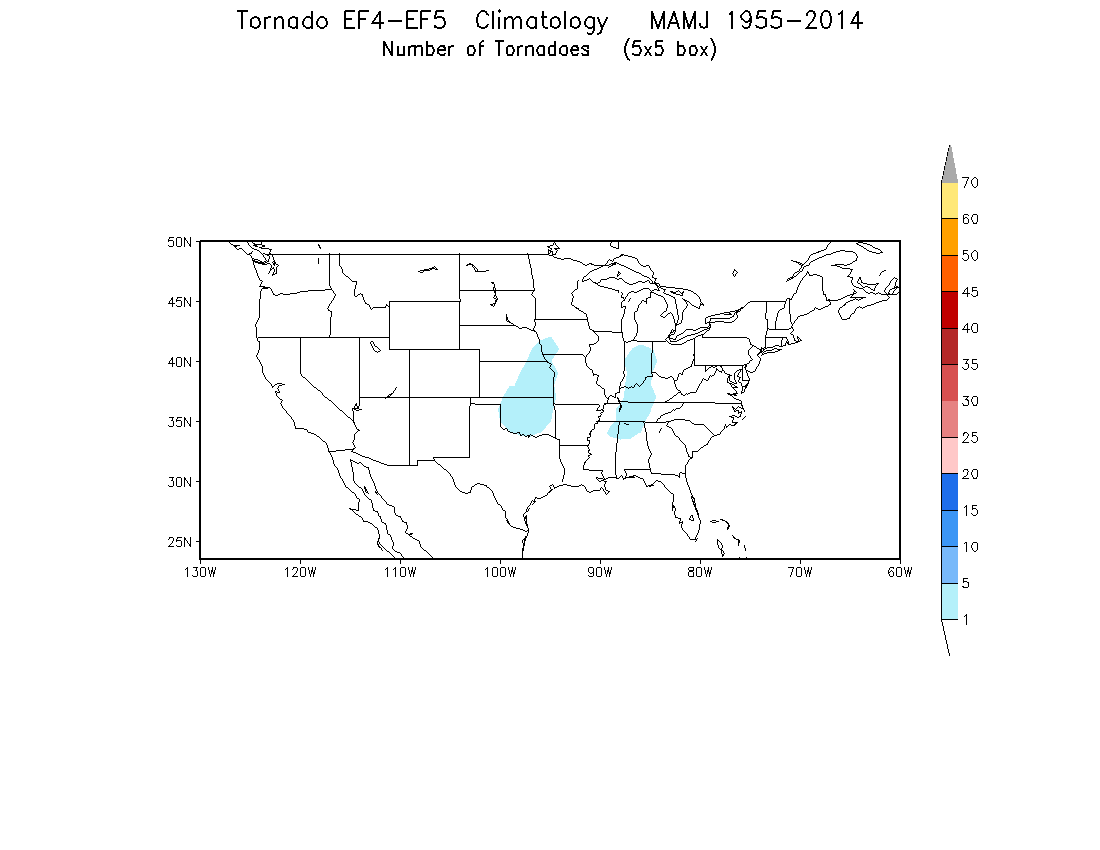 Tornado EF4-EF5 Climatology MAMJ 1955-2014
Number of Tornadoes (5x5 box)
70
60
50
45
40
35
30
25
20
15
10
5
1
50N
45N
40N
35N
30N
25N
130W 120W 110W 100W 90W 80W 70W 60W